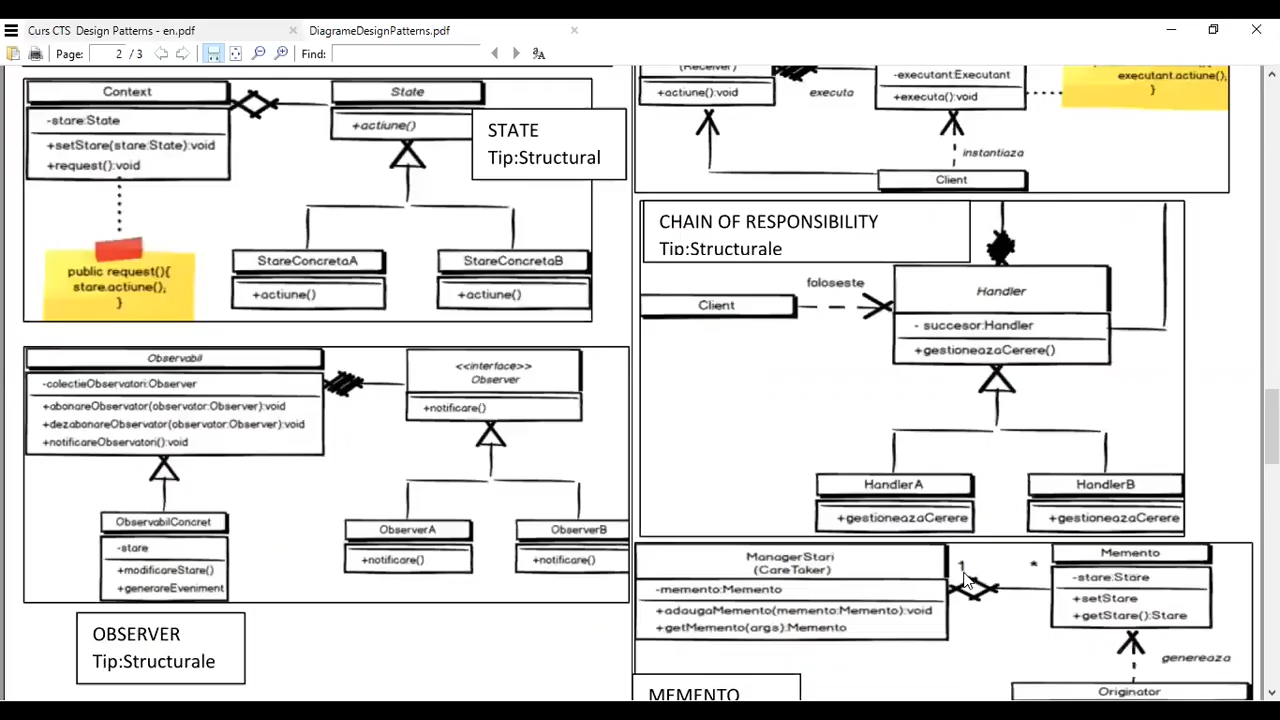 Curs CTS Design Patterns - en.pdf
DiagrameDesignPatterns.pdf
Page: 2 / 3
Find:
Context
-stare:State
+setStare(stare:State):void
+request():void
State
+actiune()
STATE
Tip:Structural
public request(){
stare.actiune();
}
StareConcretaA
+actiune()
StareConcretaB
+actiune()
Observabil
-colectieObservatori:Observer
+abonareObservator(observator:Observer):void
+dezabonareObservator(observator:Observer):void
+notificareObservatori():void
<<interface>>
Observer
+notificare()
ObservabilConcret
-stare
+modificareStare()
+generareEveniment
ObserverA
+notificare()
ObserverB
+notificare()
OBSERVER
Tip:Structurale
(Receiver)
+actiune():void
executa
-executant:Executant
+executa():void
executant.actiune();
}
instantiaza
Client
CHAIN OF RESPONSIBILITY
Tip:Structurale
Client
foloseste
Handler
- succesor:Handler
+gestioneazaCerere()
HandlerA
+gestioneazaCerere
HandlerB
+gestioneazaCerere
ManagerStari
(CareTaker)
-memento:Memento
+adaugaMemento(memento:Memento):void
+getMemento(args):Memento
1
*
Memento
-stare:Stare
+setStare
+getStare():Stare
genereaza
MEMENTO
Originator